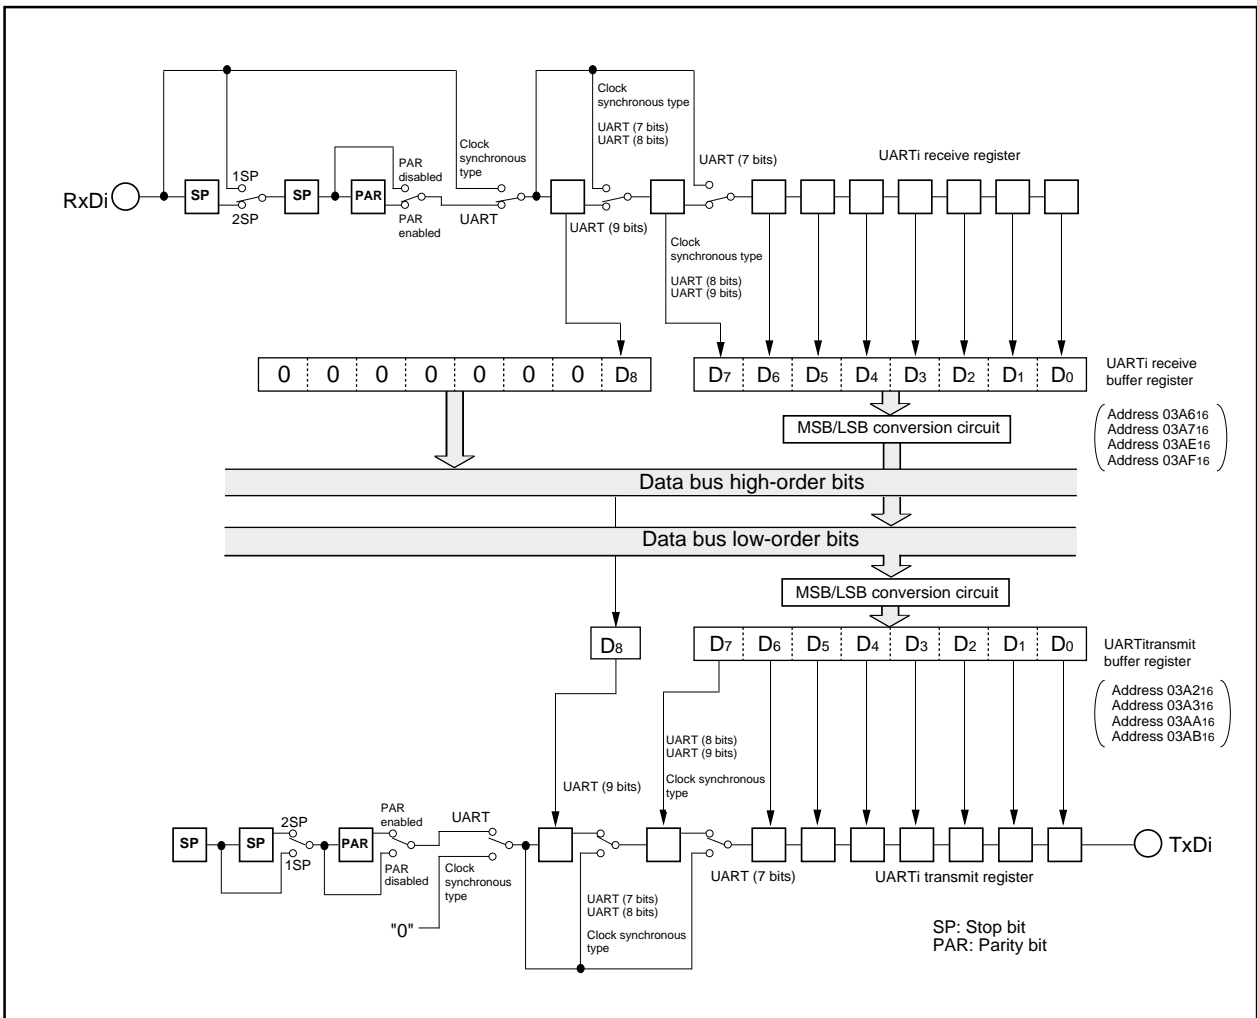 Clock
synchronous type
UART (7 bits)
UART (8 bits)
Clock
synchronous
type
PAR
disabled
UART (7 bits)
UARTi receive register
1SP
RxDi
SP
SP
PAR
2SP
PAR
enabled
UART
UART (9 bits)
Clock
synchronous type
UART (8 bits)
UART (9 bits)
0 0 0 0 0 0 0 D8
D7 D6 D5 D4 D3 D2 D1 D0
UARTi receive
buffer register
MSB/LSB conversion circuit
Address 03A616
Address 03A716
Address 03AE16
Address 03AF16
Data bus high-order bits
Data bus low-order bits
MSB/LSB conversion circuit
D8
D7 D6 D5 D4 D3 D2 D1 D0
UARTitransmit
buffer register
Address 03A216
Address 03A316
Address 03AA16
Address 03AB16
UART (8 bits)
UART (9 bits)
Clock synchronous
type
UART (9 bits)
PAR
enabled
2SP
UART
SP
SP
PAR
TxDi
1SP
PAR
disabled
Clock
synchronous
type
UART (7 bits)
UARTi transmit register
UART (7 bits)
UART (8 bits)
Clock synchronous
type
"0"
SP: Stop bit
PAR: Parity bit